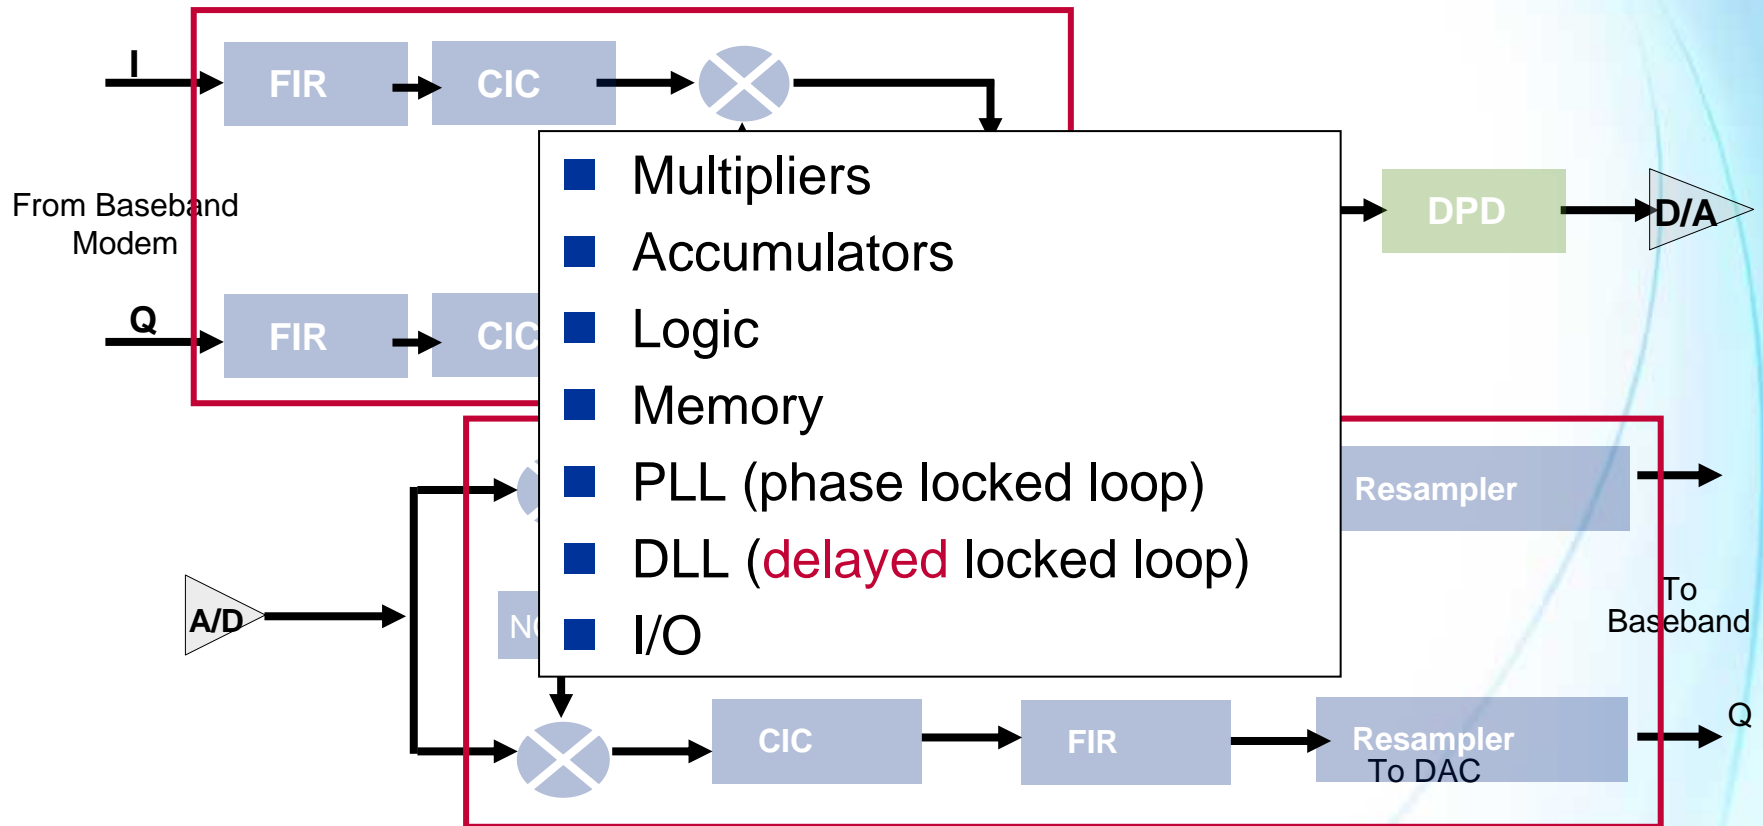 I
FIR
CIC
From Baseband
Modem
Q
FIR
CIC
Multipliers
Accumulators
Logic
Memory
PLL (phase locked loop)
DLL (delayed locked loop)
I/O
DPD
D/A
Resampler
A/D
To
Baseband
CIC
FIR
Resampler
To DAC
Q